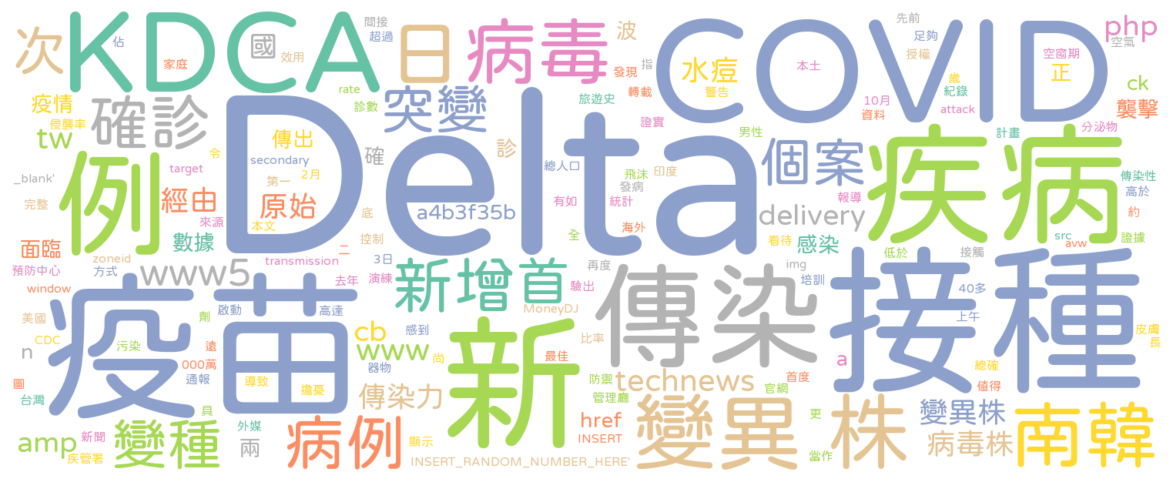 次
KDCA
佔
家庭
國
效用
間接
超過
診數
rate
日
病毒
波
指
發現
轉載
旅遊史
證實
COVID
水痘
警告
本土
先前
足夠
授權
10月
資料
歲
紀錄
attack
空窗期
正
php
空氣
ck
襲擊
分泌物
計畫
疫情
侵襲率
tw
確診
傳出
令
確
突變
診
Delta
總人口
飛沫
印度
男性
個案
疾病
傳染性
高於
約
_blank'
完整
例
target
經由
來源
secondary
第一
2月
原始
本文
底
控制
a4b3f35b
有如
統計
發病
海外
全
delivery
報導
看待
感染
低於
接觸
src
avw
證據
面臨
預防中心
zoneid
方式
數據
transmission
二
3日
window
www5
去年
演練
新增首
再度
驗出
img
培訓
接種
40多
上午
美國
CDC
n
疫苗
劑
啟動
高達
MoneyDJ
傳染
cb
感到
www
器物
尚
新
比率
最佳
a
皮膚
長
總確
值得
污染
遠
000萬
通報
導致
擔憂
圖
台灣
防禦
管理廳
technews
官網
首度
傳染力
具
外媒
href
INSERT
變異
更
當作
株
變異株
病毒株
南韓
amp
新聞
疾管署
變種
兩
病例
顯示
INSERT_RANDOM_NUMBER_HERE'